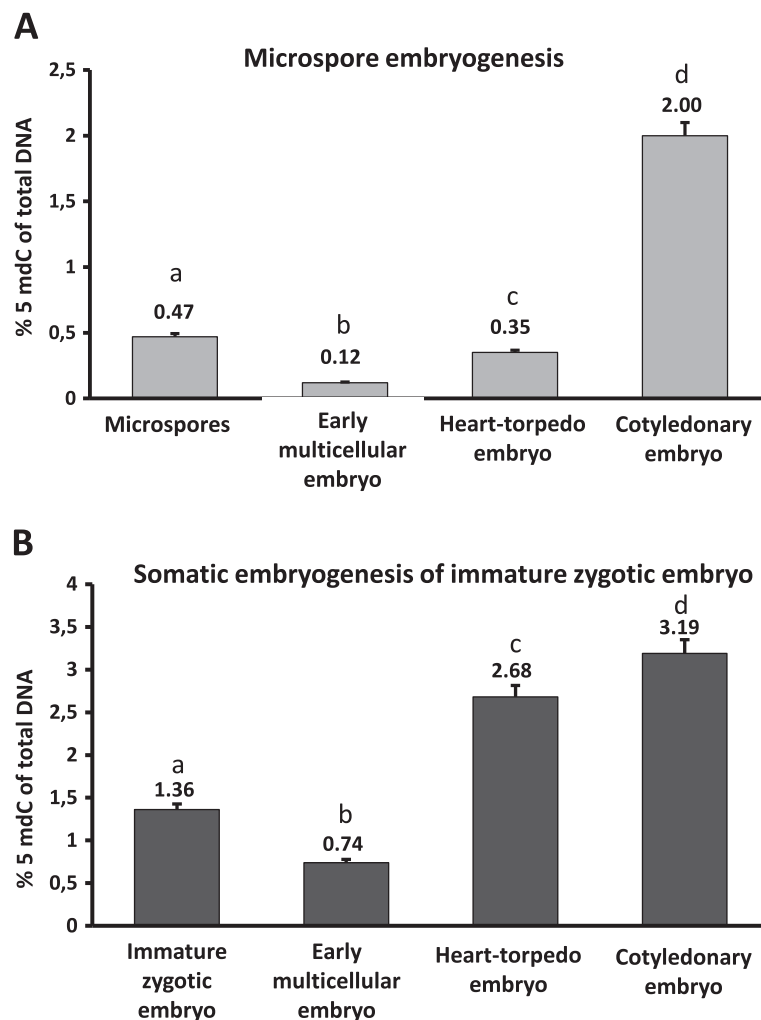 A
Microspore embryogenesis
% 5 mdC of total DNA
2,5
2
1,5
1
0,5
0
a
0.47
b
0.12
c
0.35
d
2.00
Microspores
Early
multicellular
embryo
Heart-torpedo
embryo
Cotyledonary
embryo
B
Somatic embryogenesis of immature zygotic embryo
% 5 mdC of total DNA
4
3,5
3
2,5
2
1,5
1
0,5
0
a
1.36
b
0.74
c
2.68
d
3.19
Immature
zygotic
embryo
Early
multicellular
embryo
Heart-torpedo
embryo
Cotyledonary
embryo